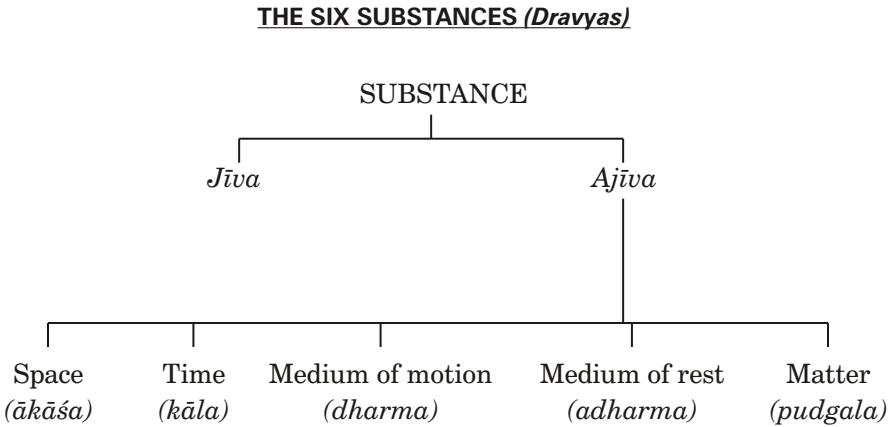 THE SIX SUBSTANCES (Dravyas)
SUBSTANCE
Jīva Ajīva
Space Time Medium of motion Medium of rest Matter
(ākāśa) (kāla) (dharma) (adharma) (pudgala)